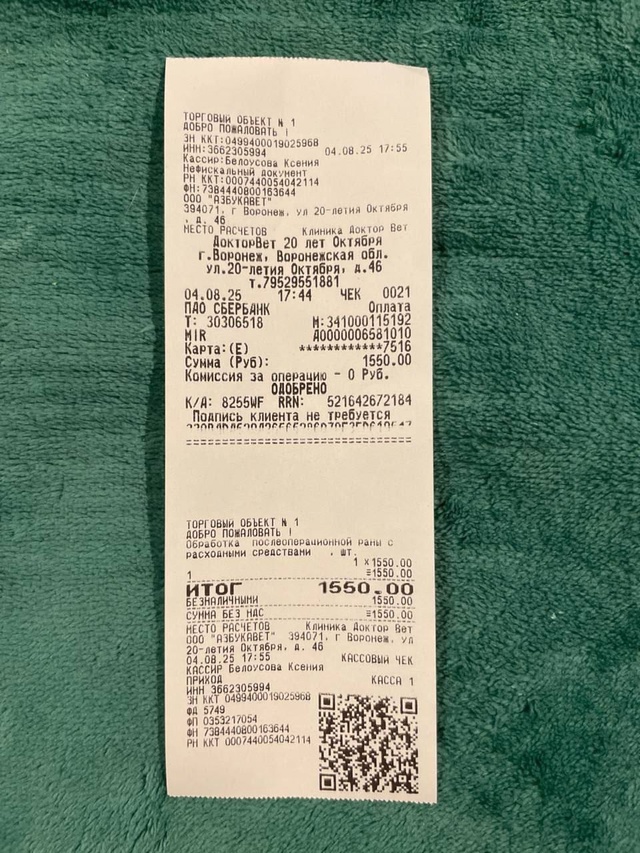 ТОРГОВЫЙ ОБЪЕКТ N 1
ДОБРО ПОЖАЛОВАТЬ !
ЗН ККТ:0499400019025968
ИНН:3662305994 04.08.25 17:55
Кассир:Белоусова Ксения
Нефискальный документ
РН ККТ:0007440054042114
ФН:7384440800163644
ООО "АЗБУКАВЕТ"
394071, г Воронеж, ул 20-летия Октября
, д. 46
МЕСТО РАСЧЕТОВ Клиника Доктор Вет
ДокторВет 20 лет Октября
г.Воронеж, Воронежская обл.
ул.20-летия Октября, д.46
т.79529551881
04.08.25 17:44 ЧЕК 0021
ПАО СБЕРБАНК Оплата
Т: 30306518 М:341000115192
MIR A0000006581010
Карта:(E) ************7516
Сумма (Руб): 1550.00
Комиссия за операцию - 0 Руб.
ОДОБРЕНО
К/А: 8255WF RRN: 521642672184
Подпись клиента не требуется
========================================
ТОРГОВЫЙ ОБЪЕКТ N 1
ДОБРО ПОЖАЛОВАТЬ !
Обработка послеоперационной раны с
расходными средствами , шт.
1 x1550.00
1 =1550.00
ИТОГ 1550.00
БЕЗНАЛИЧНЫМИ 1550.00
СУММА БЕЗ НДС =1550.00
МЕСТО РАСЧЕТОВ Клиника Доктор Вет
ООО "АЗБУКАВЕТ" 394071, г Воронеж, ул
20-летия Октября, д. 46
04.08.25 17:55 КАССОВЫЙ ЧЕК
КАССИР Белоусова Ксения
ПРИХОД КАССА 1
ИНН 3662305994
ЗН ККТ 0499400019025968
ФД 5749
ФП 0353217054
ФН 7384440800163644
РН ККТ 0007440054042114